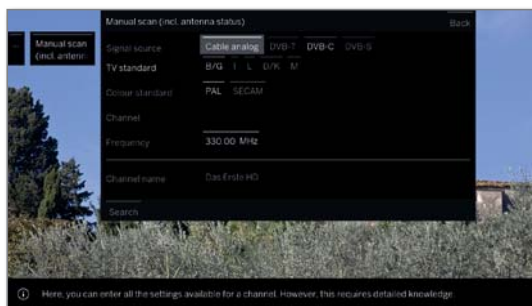 Manual scan (incl. antenna status) Back
... Manual scan
(incl. antenn
Signal source Cable analog DVB-T DVB-C DVB-S
TV standard B/G I L D/K M
Colour standard PAL SECAM
Channel
Frequency 330.00 MHz
Channel name Das Erste HD
Search
Here, you can enter all the settings available for a channel. However, this requires detailed knowledge.